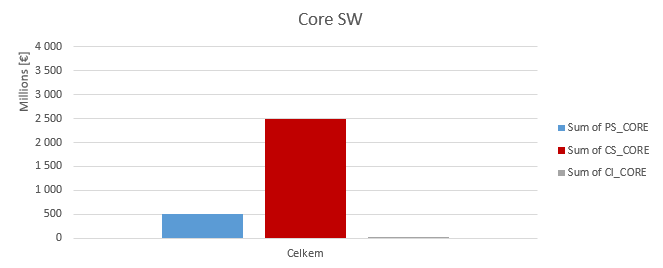 Core SW
Millions [€]
4 000
3 500
3 000
2 500
2 000
1 500
1 000
500
0
Celkem
Sum of PS_CORE
Sum of CS_CORE
Sum of CI_CORE